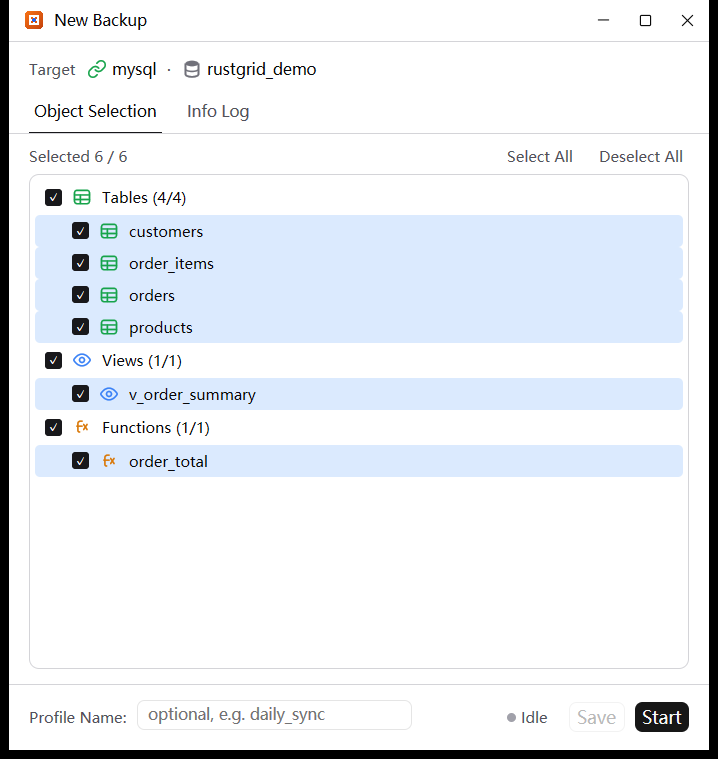 New Backup
Target mysql · rustgrid_demo
Object Selection Info Log
Selected 6 / 6 Select All Deselect All
Tables (4/4)
customers
order_items
orders
products
Views (1/1)
v_order_summary
fx Functions (1/1)
fx order_total
Profile Name: optional, e.g. daily_sync Idle Save Start